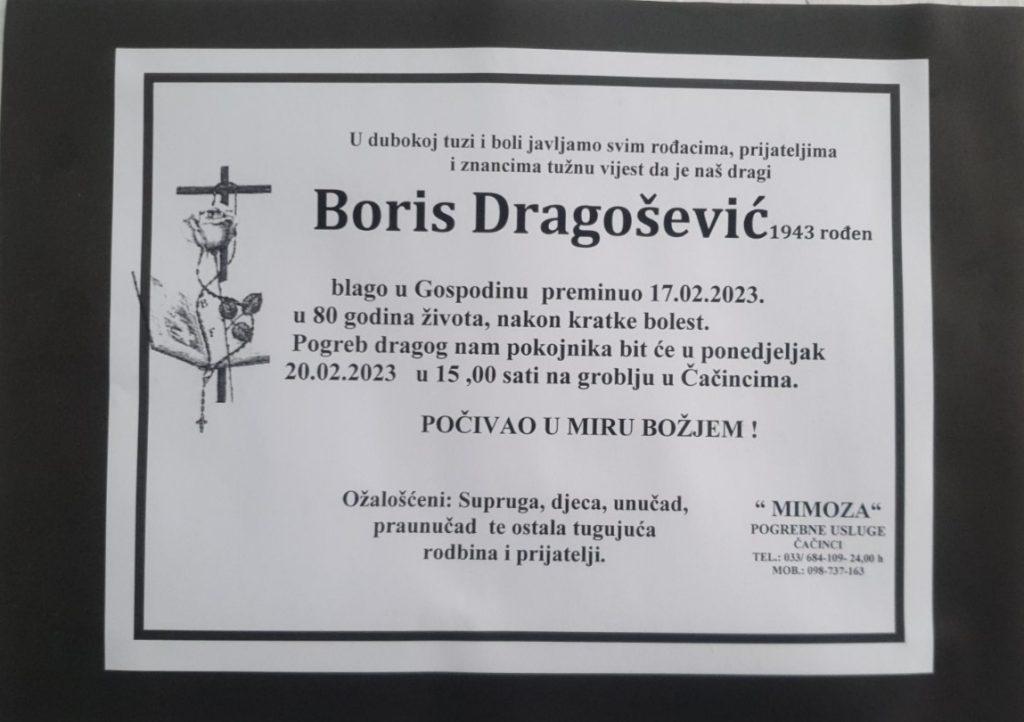 U dubokoj tuzi i boli javljamo svim rođacima, prijateljima
i znancima tužnu vijest da je naš dragi
Boris Dragošević 1943 rođen
blago u Gospodinu preminuo 17.02.2023.
u 80 godina života, nakon kratke bolest.
Pogreb dragog nam pokojnika bit će u ponedjeljak
20.02.2023 u 15 ,00 sati na groblju u Čačincima.
POČIVAO U MIRU BOŽJEM !
Ožalošćeni: Supruga, djeca, unučad,
praunučad te ostala tugujuća
rodbina i prijatelji.
“ MIMOZA“
POGREBNE USLUGE
ČAČINCI
TEL.: 033/ 684-109- 24,00 h
MOB.: 098-737-163